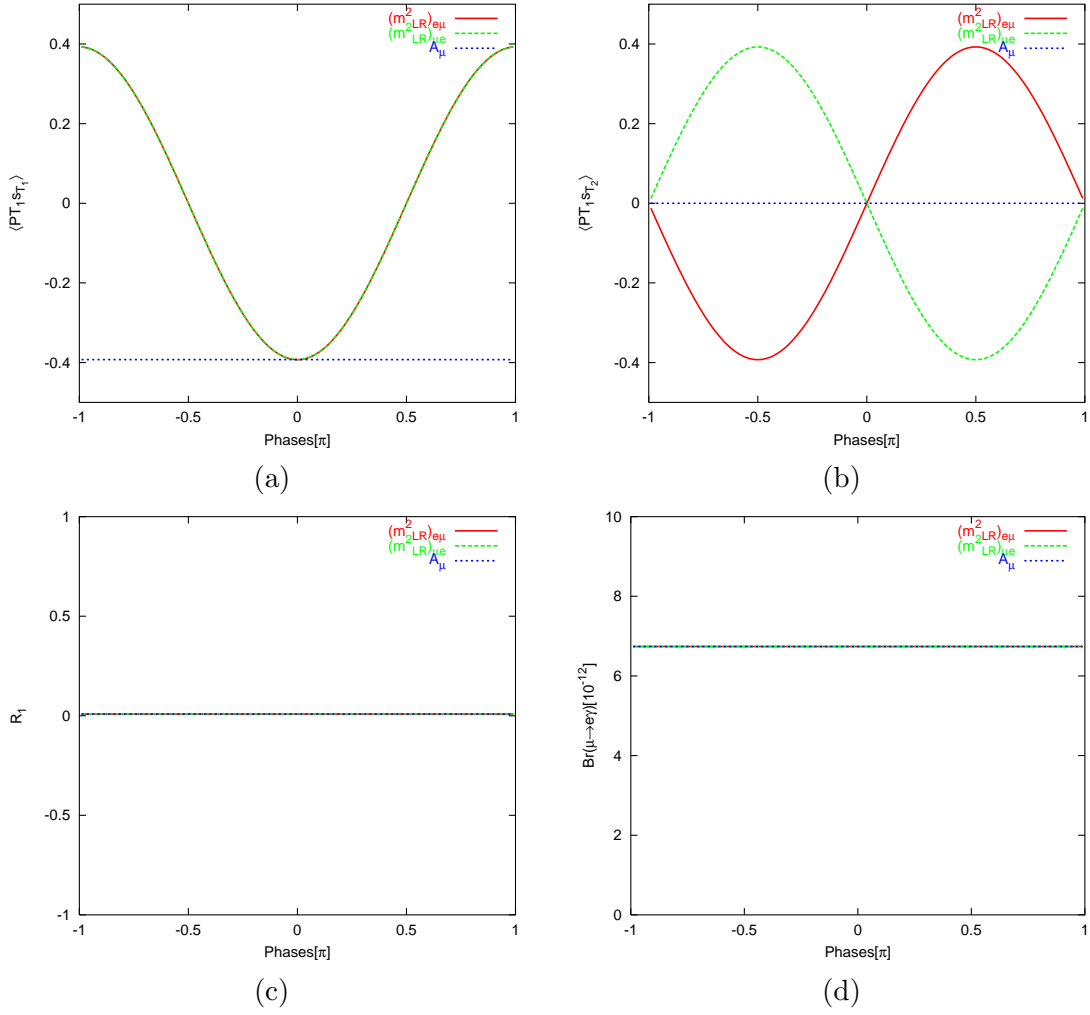 (m²LR)eμ
(m²LR)μe
Aμ
0.4
0.2
0
-0.2
-0.4
⟨PT₁s_T₁⟩
-1
-0.5
0
0.5
1
Phases[π]
(a)
(m²LR)eμ
(m²LR)μe
Aμ
0.4
0.2
0
-0.2
-0.4
⟨PT₁s_T₂⟩
-1
-0.5
0
0.5
1
Phases[π]
(b)
(m²LR)eμ
(m²LR)μe
Aμ
1
0.5
0
-0.5
-1
R₁
-1
-0.5
0
0.5
1
Phases[π]
(c)
(m²LR)eμ
(m²LR)μe
Aμ
10
8
6
4
2
0
Br(μ→eγ)[10⁻¹²]
-1
-0.5
0
0.5
1
Phases[π]
(d)